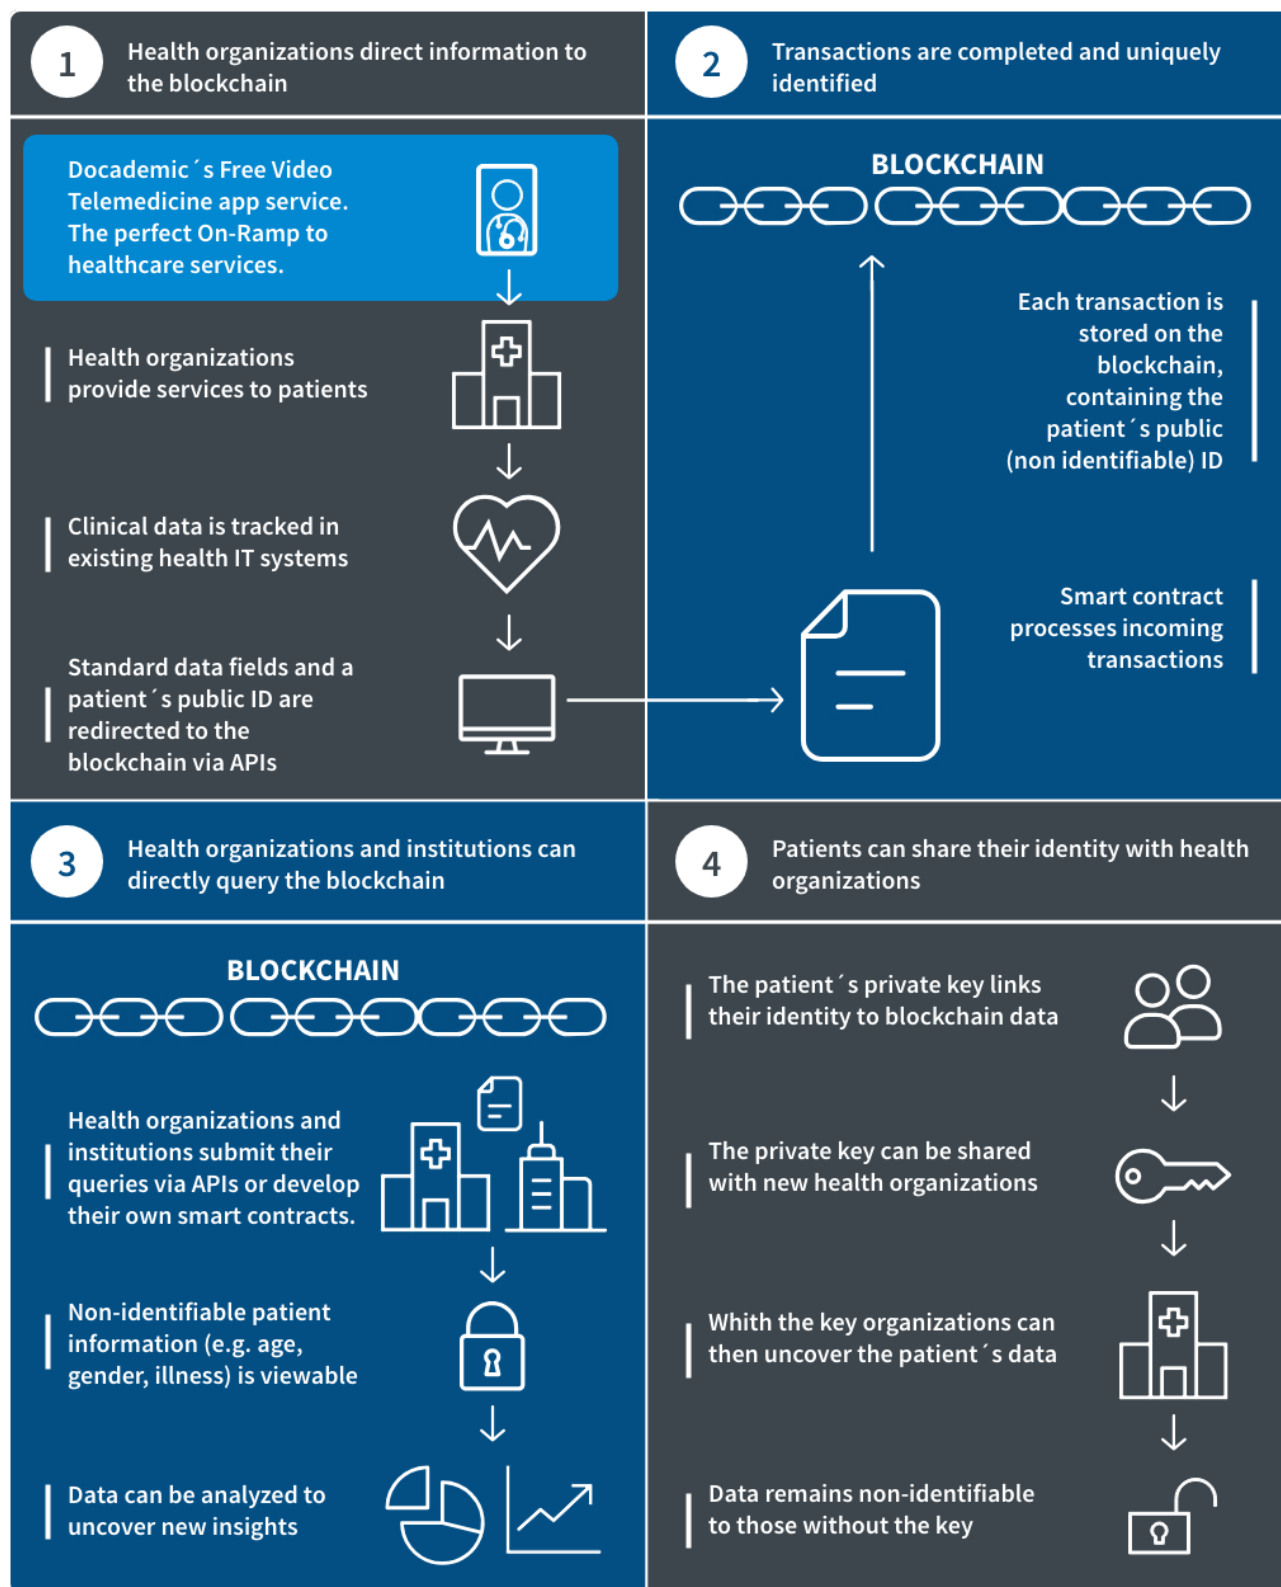 1
Health organizations direct information to
the blockchain
Docademic´s Free Video
Telemedicine app service.
The perfect On-Ramp to
healthcare services.
Health organizations
provide services to patients
Clinical data is tracked in
existing health IT systems
Standard data fields and a
patient´s public ID are
redirected to the
blockchain via APIs
2
Transactions are completed and uniquely
identified
BLOCKCHAIN
Each transaction is
stored on the
blockchain,
containing the
patient´s public
(non identifiable) ID
Smart contract
processes incoming
transactions
3
Health organizations and institutions can
directly query the blockchain
BLOCKCHAIN
Health organizations and
institutions submit their
queries via APIs or develop
their own smart contracts.
Non-identifiable patient
information (e.g. age,
gender, illness) is viewable
Data can be analyzed to
uncover new insights
4
Patients can share their identity with health
organizations
The patient´s private key links
their identity to blockchain data
The private key can be shared
with new health organizations
Whith the key organizations can
then uncover the patient´s data
Data remains non-identifiable
to those without the key